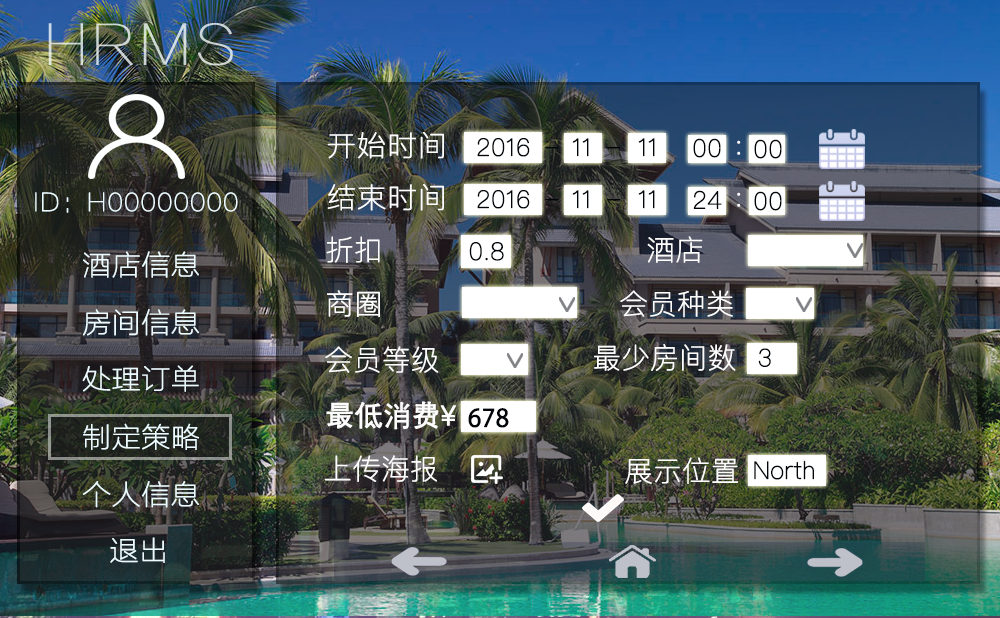 HRMS
ID：H00000000
酒店信息
房间信息
处理订单
制定策略
个人信息
退出
开始时间 2016 - 11 - 11 00 : 00
结束时间 2016 - 11 - 11 24 : 00
折扣 0.8 酒店
商圈 会员种类
会员等级 最少房间数 3
最低消费¥ 678
上传海报 展示位置 North